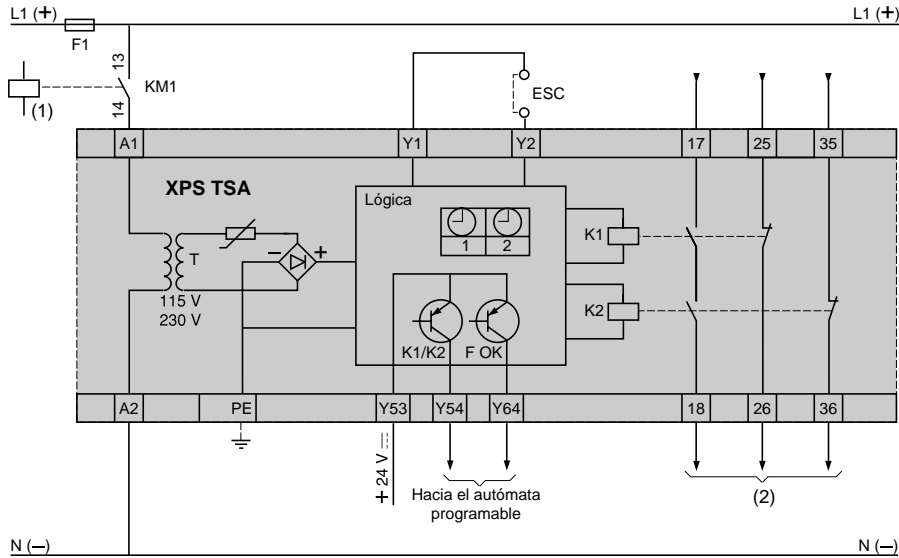 L1 (+)
L1 (+)
F1
13
14
KM1
(1)
ESC
A1
Y1
Y2
17
25
35
XPS TSA
Lógica
1
2
K1
T
– +
115 V
230 V
K2
K1/K2
F OK
A2
PE
Y53
Y54
Y64
18
26
36
+ 24 V
Hacia el autómata
programable
(2)
N (–)
N (–)